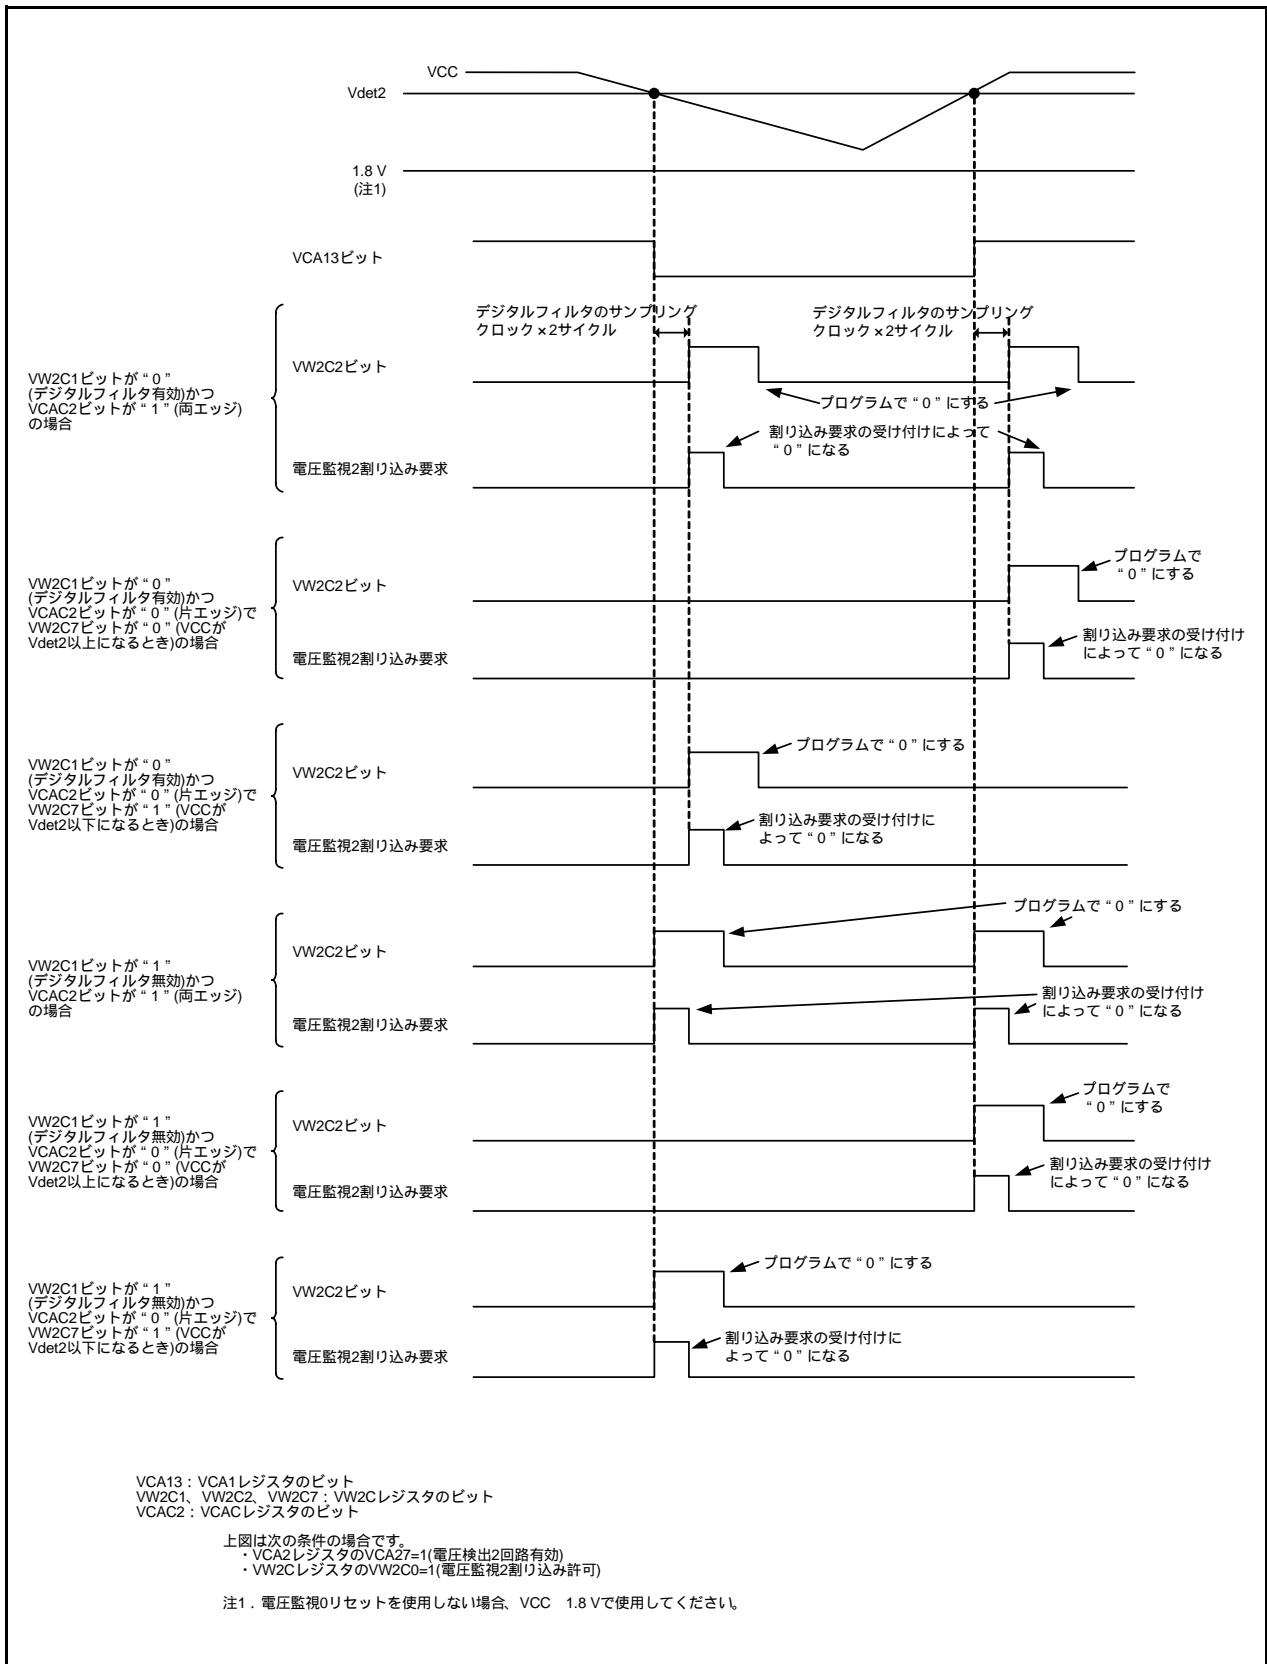 VCC
Vdet2
1.8 V
(注1)
VCA13ビット
デジタルフィルタのサンプリング
クロック×2サイクル
デジタルフィルタのサンプリング
クロック×2サイクル
VW2C1ビットが“0”
(デジタルフィルタ有効)かつ
VCAC2ビットが“1”(両エッジ)
の場合
VW2C2ビット
プログラムで“0”にする
割り込み要求の受け付けによって
“0”になる
電圧監視2割り込み要求
VW2C1ビットが“0”
(デジタルフィルタ有効)かつ
VCAC2ビットが“0”(片エッジ)で
VW2C7ビットが“0”(VCCが
Vdet2以上になるとき)の場合
VW2C2ビット
プログラムで
“0”にする
電圧監視2割り込み要求
割り込み要求の受け付け
によって“0”になる
VW2C1ビットが“0”
(デジタルフィルタ有効)かつ
VCAC2ビットが“0”(片エッジ)で
VW2C7ビットが“1”(VCCが
Vdet2以下になるとき)の場合
VW2C2ビット
プログラムで“0”にする
電圧監視2割り込み要求
割り込み要求の受け付けに
よって“0”になる
VW2C1ビットが“1”
(デジタルフィルタ無効)かつ
VCAC2ビットが“1”(両エッジ)
の場合
VW2C2ビット
プログラムで“0”にする
電圧監視2割り込み要求
割り込み要求の受け付け
によって“0”になる
VW2C1ビットが“1”
(デジタルフィルタ無効)かつ
VCAC2ビットが“0”(片エッジ)で
VW2C7ビットが“0”(VCCが
Vdet2以上になるとき)の場合
VW2C2ビット
プログラムで
“0”にする
電圧監視2割り込み要求
割り込み要求の受け付け
によって“0”になる
VW2C1ビットが“1”
(デジタルフィルタ無効)かつ
VCAC2ビットが“0”(片エッジ)で
VW2C7ビットが“1”(VCCが
Vdet2以下になるとき)の場合
VW2C2ビット
プログラムで“0”にする
電圧監視2割り込み要求
割り込み要求の受け付けに
よって“0”になる
VCA13:VCA1レジスタのビット
VW2C1、VW2C2、VW2C7:VW2Cレジスタのビット
VCAC2:VCACレジスタのビット
上図は次の条件の場合です。
・VCA2レジスタのVCA27=1(電圧検出2回路有効)
・VW2CレジスタのVW2C0=1(電圧監視2割り込み許可)
注1.電圧監視0リセットを使用しない場合、VCC 1.8 Vで使用してください。